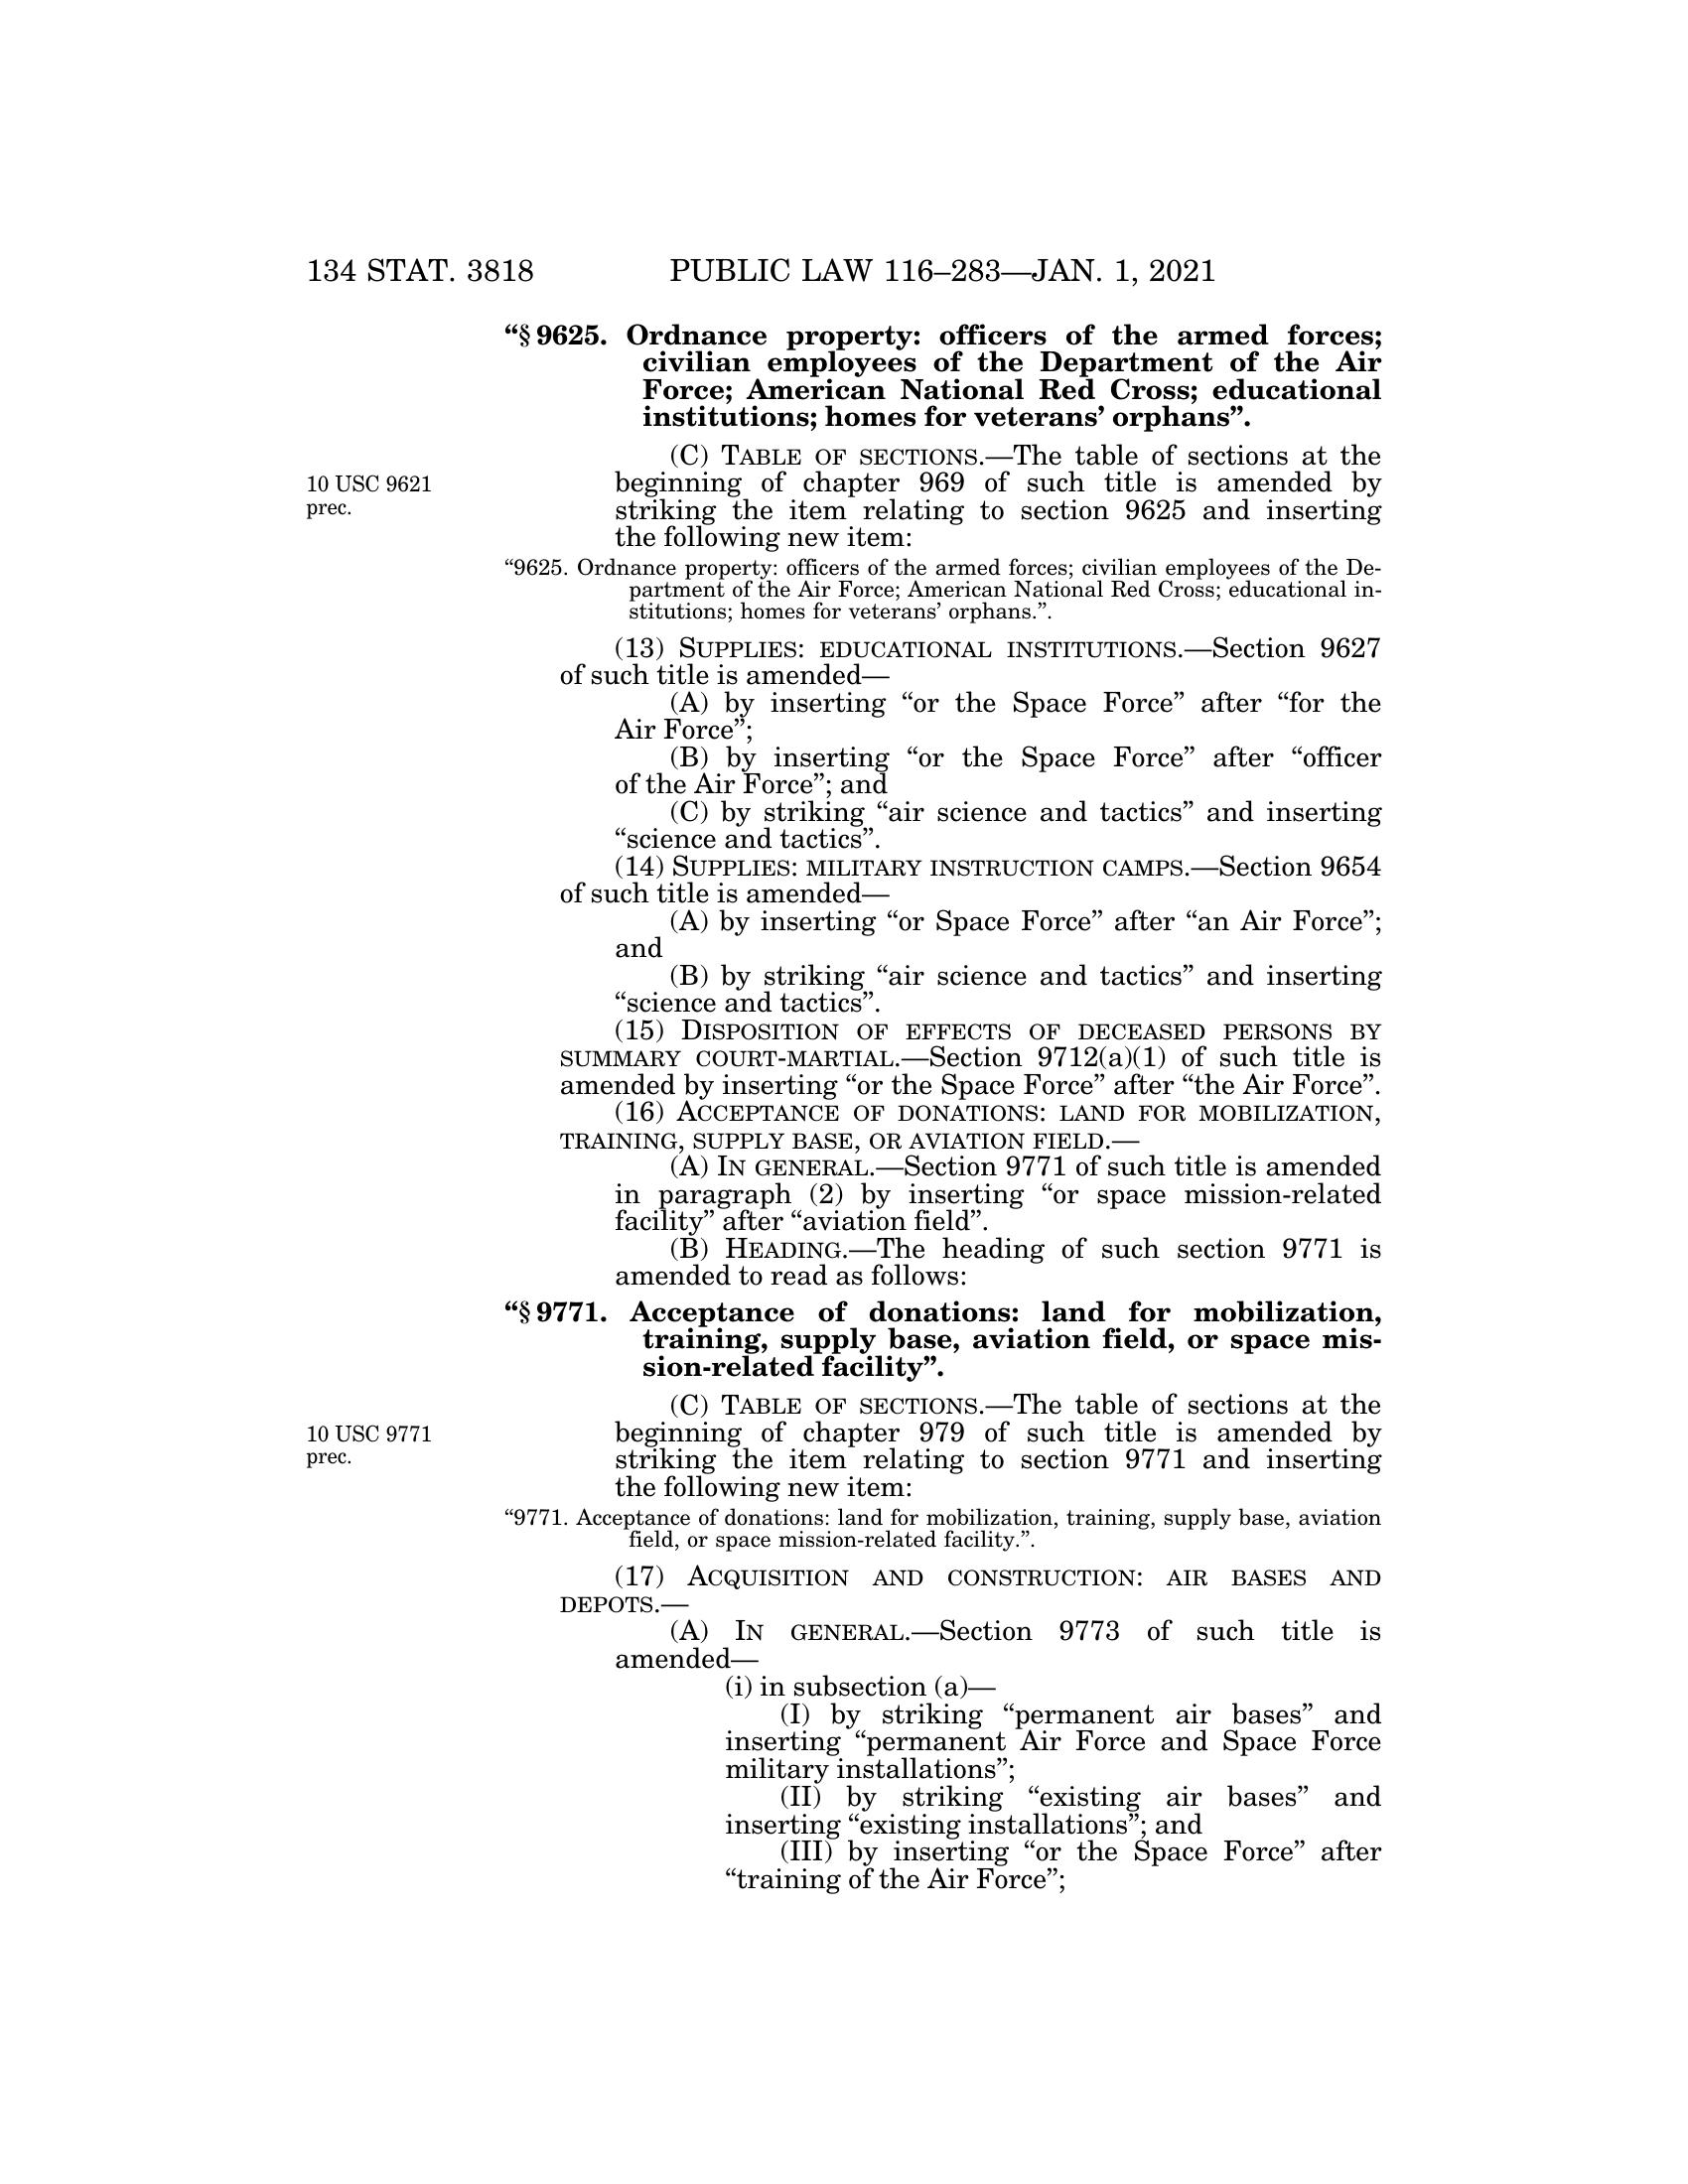 134 STAT. 3818 PUBLIC LAW 116–283—JAN. 1, 2021
“§ 9625. Ordnance property: officers of the armed forces;
civilian employees of the Department of the Air
Force; American National Red Cross; educational
institutions; homes for veterans’ orphans”.
(C) TABLE OF SECTIONS.—The table of sections at the
beginning of chapter 969 of such title is amended by
striking the item relating to section 9625 and inserting
the following new item:
10 USC 9621
prec.
“9625. Ordnance property: officers of the armed forces; civilian employees of the De-
partment of the Air Force; American National Red Cross; educational in-
stitutions; homes for veterans’ orphans.”.
(13) SUPPLIES: EDUCATIONAL INSTITUTIONS.—Section 9627
of such title is amended—
(A) by inserting “or the Space Force” after “for the
Air Force”;
(B) by inserting “or the Space Force” after “officer
of the Air Force”; and
(C) by striking “air science and tactics” and inserting
“science and tactics”.
(14) SUPPLIES: MILITARY INSTRUCTION CAMPS.—Section 9654
of such title is amended—
(A) by inserting “or Space Force” after “an Air Force”;
and
(B) by striking “air science and tactics” and inserting
“science and tactics”.
(15) DISPOSITION OF EFFECTS OF DECEASED PERSONS BY
SUMMARY COURT-MARTIAL.—Section 9712(a)(1) of such title is
amended by inserting “or the Space Force” after “the Air Force”.
(16) ACCEPTANCE OF DONATIONS: LAND FOR MOBILIZATION,
TRAINING, SUPPLY BASE, OR AVIATION FIELD.—
(A) IN GENERAL.—Section 9771 of such title is amended
in paragraph (2) by inserting “or space mission-related
facility” after “aviation field”.
(B) HEADING.—The heading of such section 9771 is
amended to read as follows:
“§ 9771. Acceptance of donations: land for mobilization,
training, supply base, aviation field, or space mis-
sion-related facility”.
(C) TABLE OF SECTIONS.—The table of sections at the
beginning of chapter 979 of such title is amended by
striking the item relating to section 9771 and inserting
the following new item:
10 USC 9771
prec.
“9771. Acceptance of donations: land for mobilization, training, supply base, aviation
field, or space mission-related facility.”.
(17) ACQUISITION AND CONSTRUCTION: AIR BASES AND
DEPOTS.—
(A) IN GENERAL.—Section 9773 of such title is
amended—
(i) in subsection (a)—
(I) by striking “permanent air bases” and
inserting “permanent Air Force and Space Force
military installations”;
(II) by striking “existing air bases” and
inserting “existing installations”; and
(III) by inserting “or the Space Force” after
“training of the Air Force”;